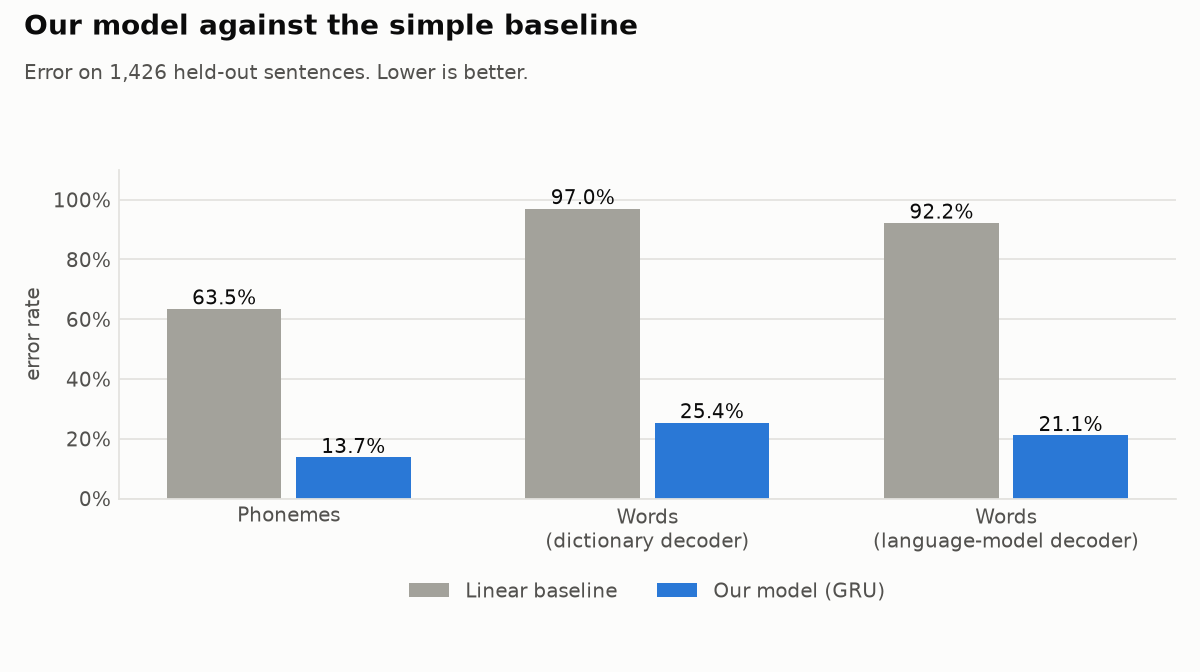 Our model against the simple baseline
Error on 1,426 held-out sentences. Lower is better.
error rate
100%
80%
60%
40%
20%
0%
63.5%
13.7%
97.0%
25.4%
92.2%
21.1%
Phonemes
Words
(dictionary decoder)
Words
(language-model decoder)
Linear baseline
Our model (GRU)